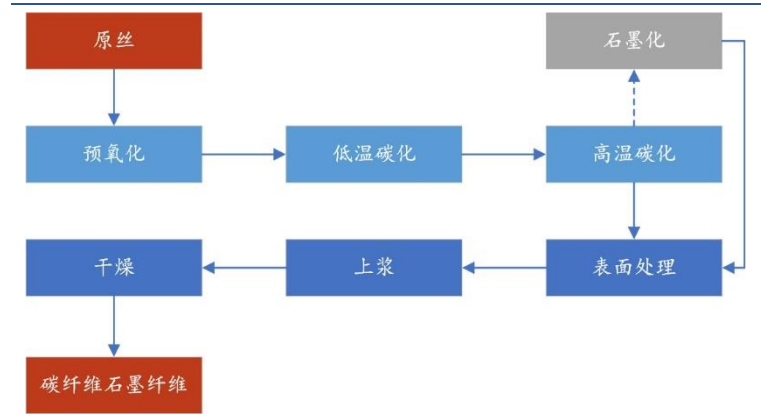 原丝
石墨化
预氧化
低温碳化
高温碳化
干燥
上浆
表面处理
碳纤维石墨纤维